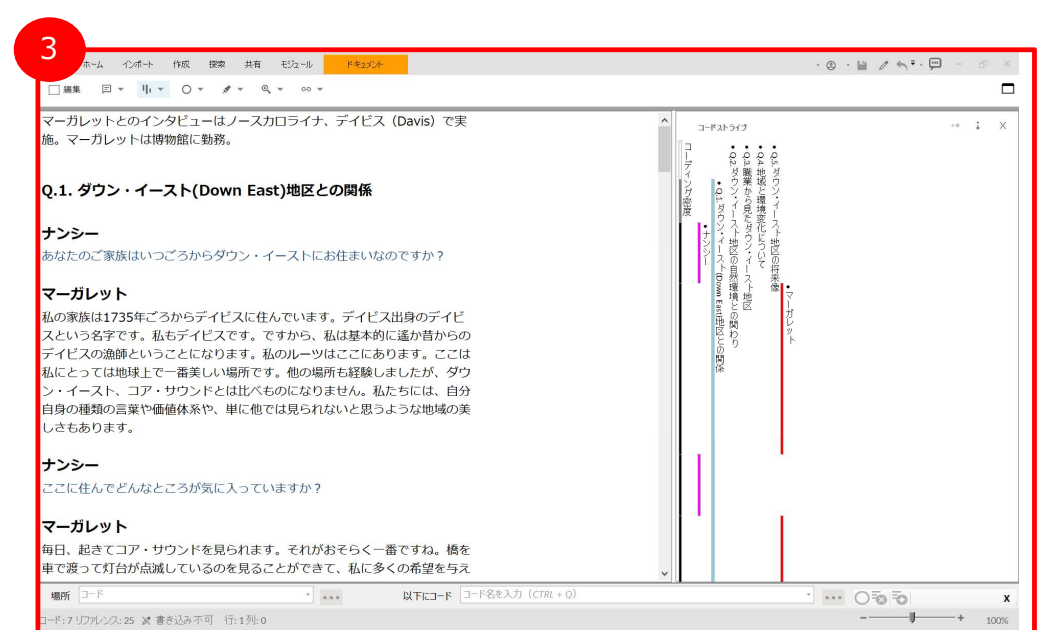 3
ホーム インポート 作成 探索 共有 モジュール ドキュメント
編集
マーガレットとのインタビューはノースカロライナ、デイビス（Davis）で実
施。マーガレットは博物館に勤務。
Q.1. ダウン・イースト(Down East)地区との関係
ナンシー
あなたのご家族はいつごろからダウン・イーストにお住まいなのですか？
マーガレット
私の家族は1735年ごろからデイビスに住んでいます。デイビス出身のデイビ
スという名字です。私もデイビスです。ですから、私は基本的に遥か昔からの
デイビスの漁師ということになります。私のルーツはここにあります。ここは
私にとっては地球上で一番美しい場所です。他の場所も経験しましたが、ダウ
ン・イースト、コア・サウンドとは比べものになりません。私たちには、自分
自身の種類の言葉や価値体系や、単に他では見られないと思うような地域の美
しさもあります。
ナンシー
ここに住んでどんなところが気に入っていますか？
マーガレット
毎日、起きてコア・サウンドを見られます。それがおそらく一番ですね。橋を
車で渡って灯台が点滅しているのを見ることができて、私に多くの希望を与え
コードストライプ
コーディング密度
• ナンシー
• Q.1. ダウン・イースト(Down East)地区との関係
• Q.2. ダウン・イースト地区の自然環境との関わり
• Q.3. 職業から見たダウン・イースト地区
• Q.4. 地域と環境変化について
• Q.5. ダウン・イースト地区の将来像
• マーガレット
場所 コード 以下にコード コード名を入力（CTRL + Q） x
コード: 7 リファレンス: 25 書き込み不可 行: 1 列: 0 100%